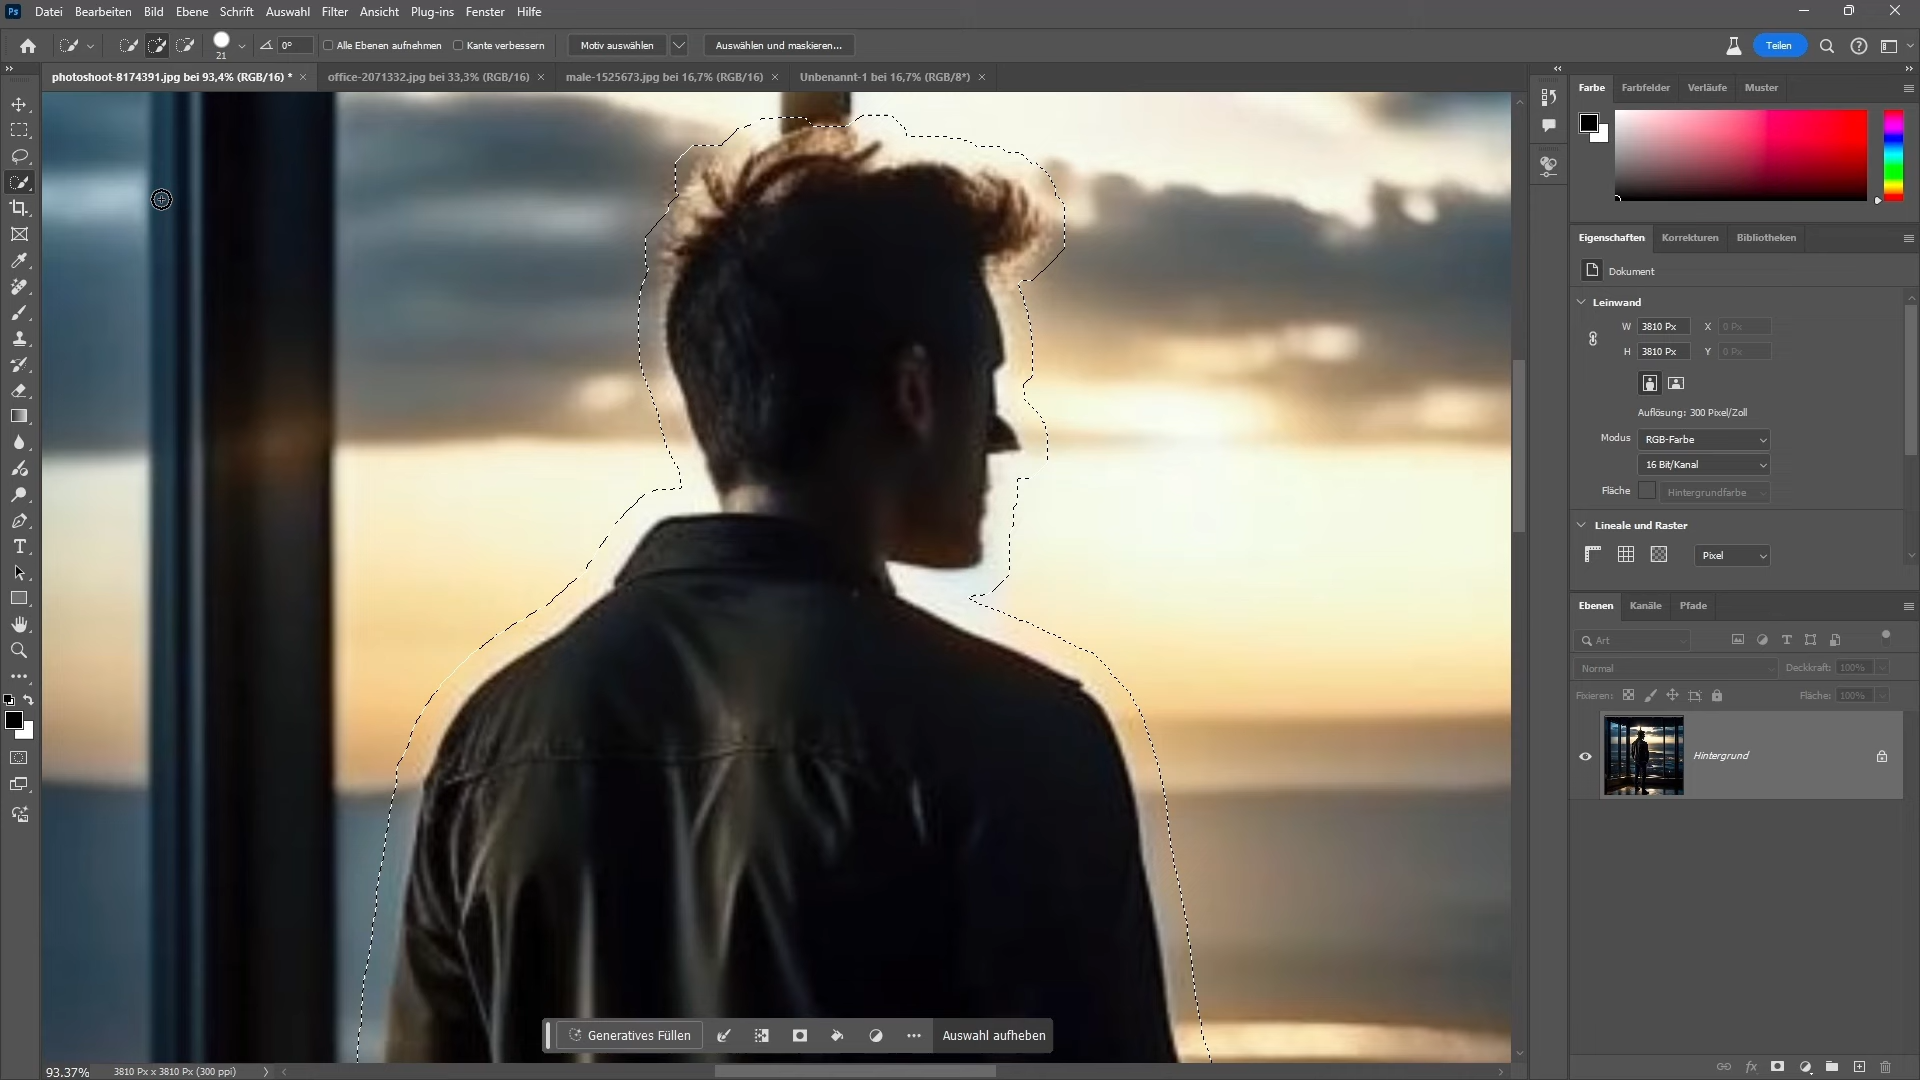 Ps Datei Bearbeiten Bild Ebene Schrift Auswahl Filter Ansicht Plug-ins Fenster Hilfe
21 0° Alle Ebenen aufnehmen Kante verbessern Motiv auswählen Auswählen und maskieren... Teilen
photoshoot-8174391.jpg bei 93,4% (RGB/16) * office-2071332.jpg bei 33,3% (RGB/16) male-1525673.jpg bei 16,7% (RGB/16) Unbenannt-1 bei 16,7% (RGB/8*)
Farbe Farbfelder Verläufe Muster
Eigenschaften Korrekturen Bibliotheken
Dokument
Leinwand
W 3810 Px X 0 Px
H 3810 Px Y 0 Px
Auflösung: 300 Pixel/Zoll
Modus RGB-Farbe
16 Bit/Kanal
Fläche Hintergrundfarbe
Lineale und Raster
Pixel
Ebenen Kanäle Pfade
Art
Normal Deckkraft: 100%
Fixieren: Fläche: 100%
Hintergrund
Generatives Füllen Auswahl aufheben
93.37% 3810 Px x 3810 Px (300 ppi)